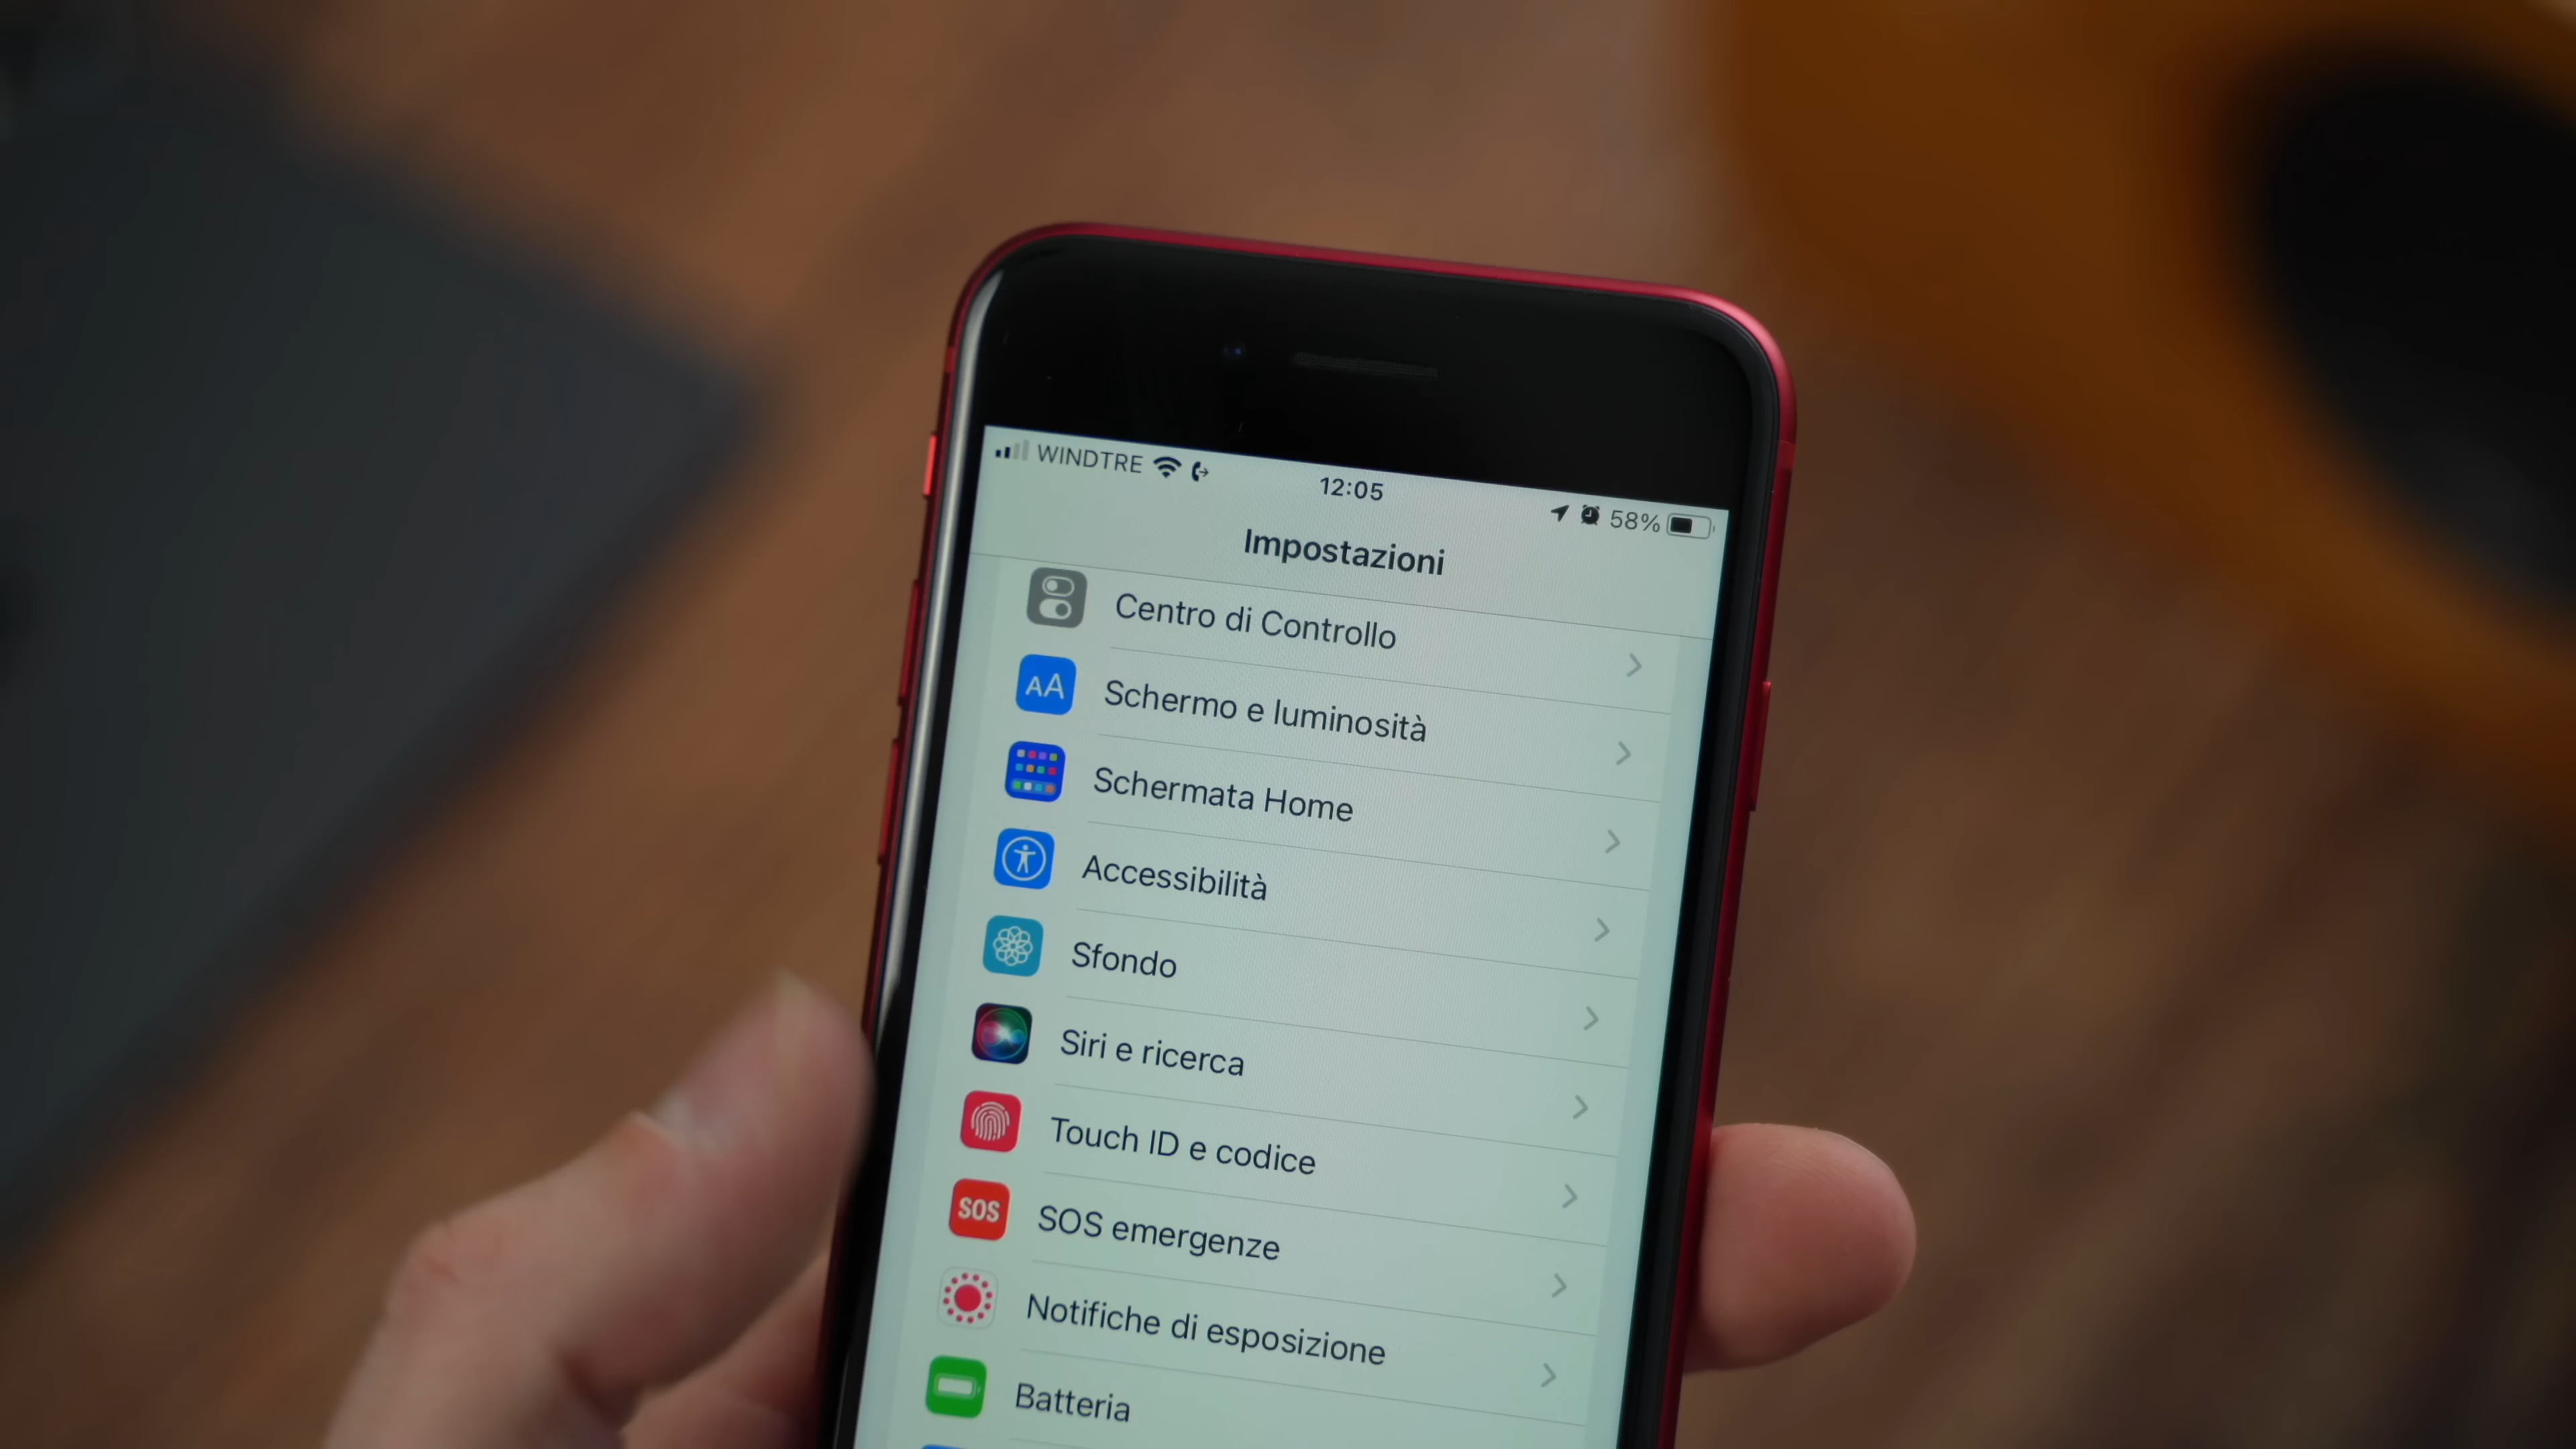 WINDTRE 12:05 58%
Impostazioni
Centro di Controllo
AA Schermo e luminosità
Schermata Home
Accessibilità
Sfondo
Siri e ricerca
Touch ID e codice
SOS SOS emergenze
Notifiche di esposizione
Batteria